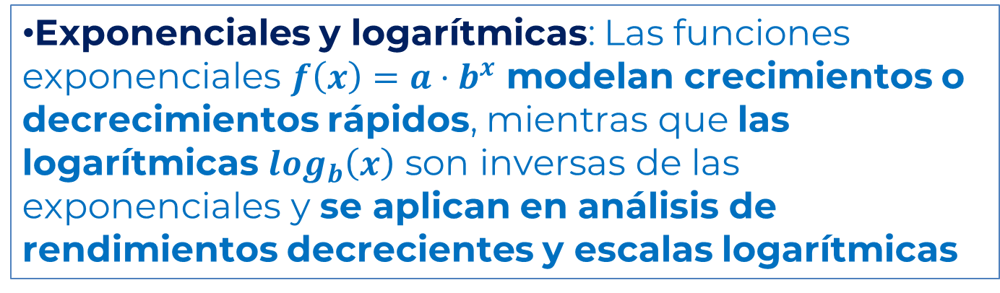 •Exponenciales y logarítmicas: Las funciones
exponenciales f(x) = a · b^x modelan crecimientos o
decrecimientos rápidos, mientras que las
logarítmicas log_b(x) son inversas de las
exponenciales y se aplican en análisis de
rendimientos decrecientes y escalas logarítmicas